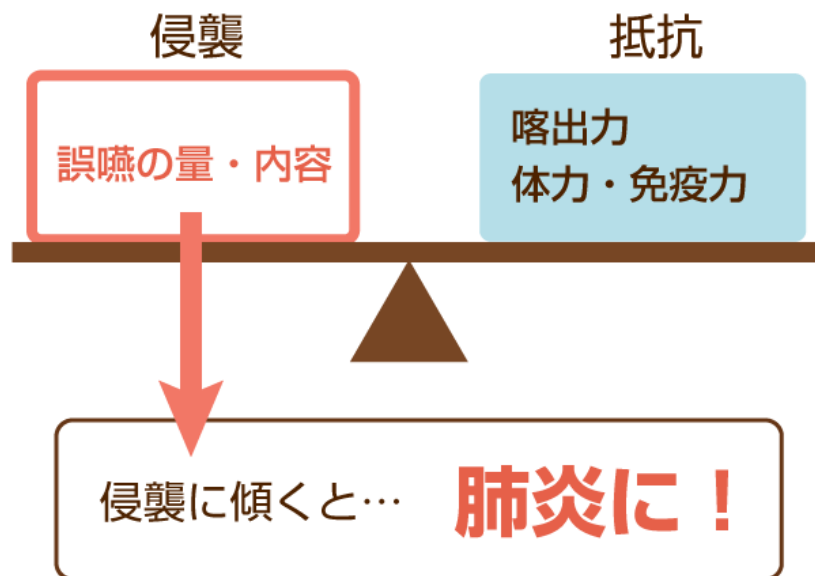 侵襲
抵抗
誤嚥の量・内容
喀出力
体力・免疫力
侵襲に傾くと… 肺炎に！